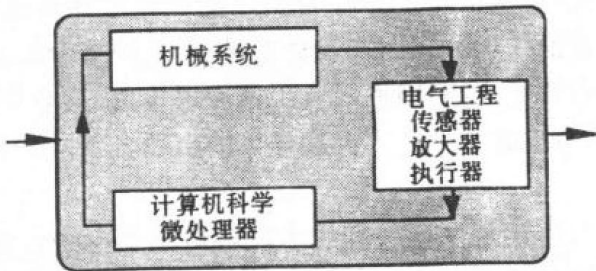 机械系统
电气工程
传感器
放大器
执行器
计算机科学
微处理器